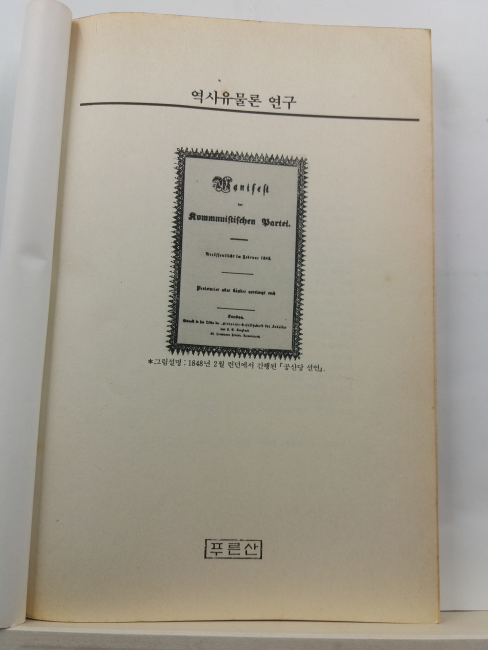 역사유물론 연구
Manifest
der
Kommunistischen Partei.
Veröffentlicht im Februar 1848.
Proletarier aller Länder vereinigt euch
London.
*그림설명 : 1848년 2월 런던에서 간행된 『공산당 선언』.
푸른산